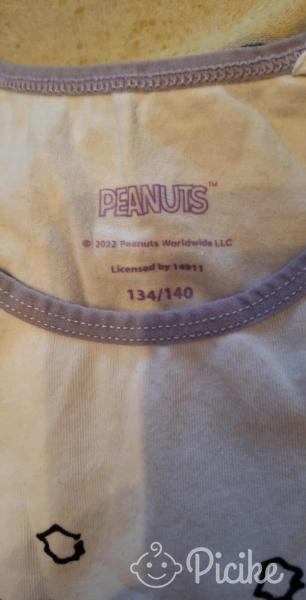 PEANUTS™
© 2022 Peanuts Worldwide LLC
Licensed by 14911
134/140
Picike